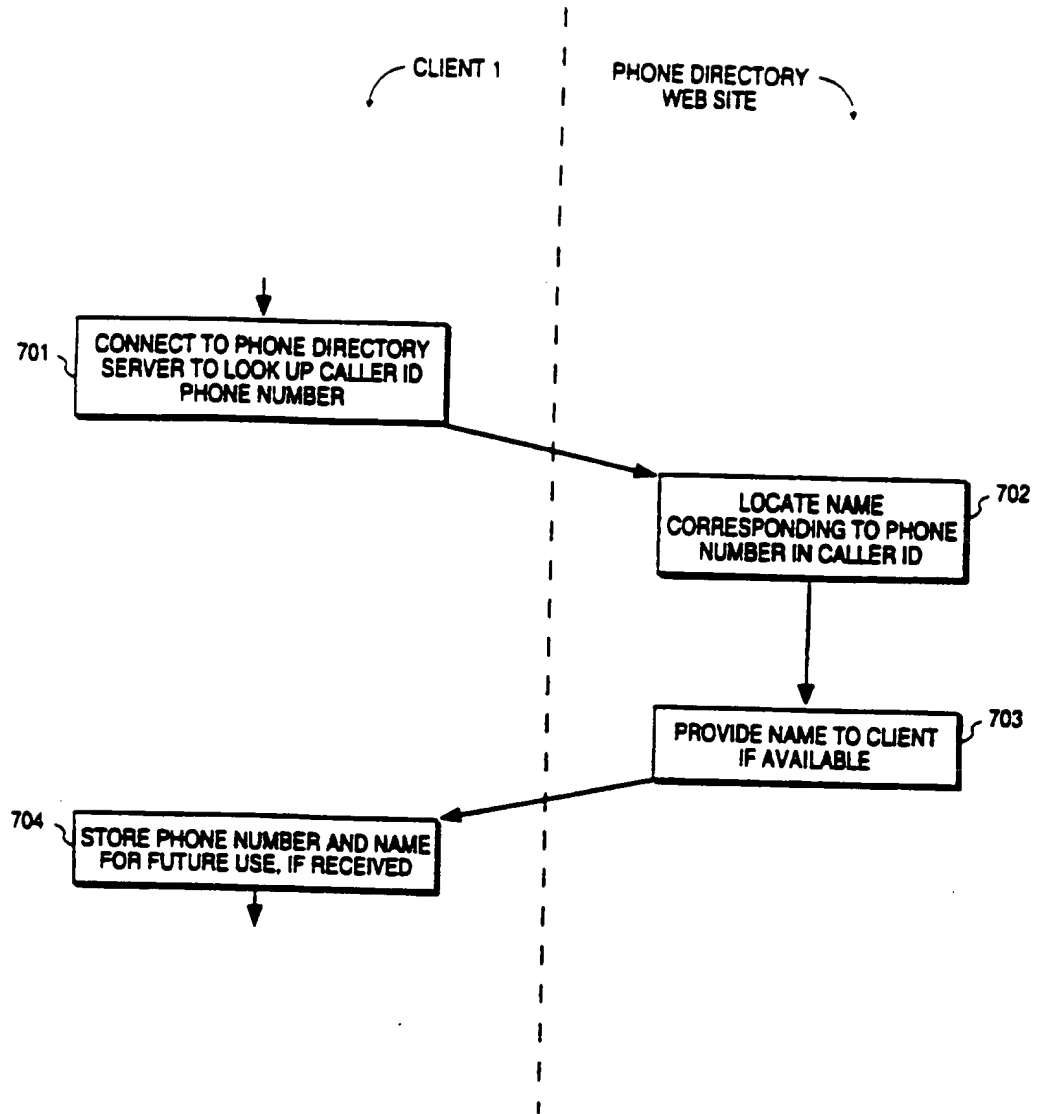 CLIENT 1
PHONE DIRECTORY
WEB SITE
701
CONNECT TO PHONE DIRECTORY
SERVER TO LOOK UP CALLER ID
PHONE NUMBER
702
LOCATE NAME
CORRESPONDING TO PHONE
NUMBER IN CALLER ID
703
PROVIDE NAME TO CLIENT
IF AVAILABLE
704
STORE PHONE NUMBER AND NAME
FOR FUTURE USE, IF RECEIVED